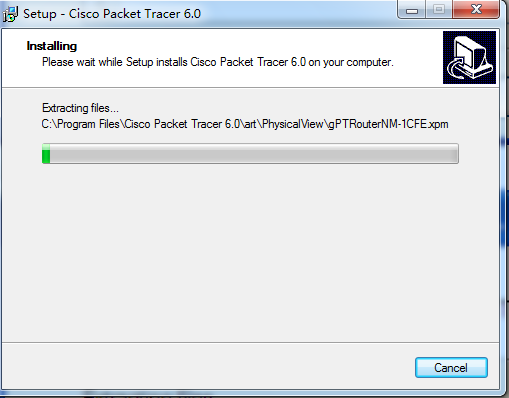 Setup - Cisco Packet Tracer 6.0
Installing
Please wait while Setup installs Cisco Packet Tracer 6.0 on your computer.
Extracting files...
C:\Program Files\Cisco Packet Tracer 6.0\art\PhysicalView\gPTRouterNM-1CFE.xpm
Cancel